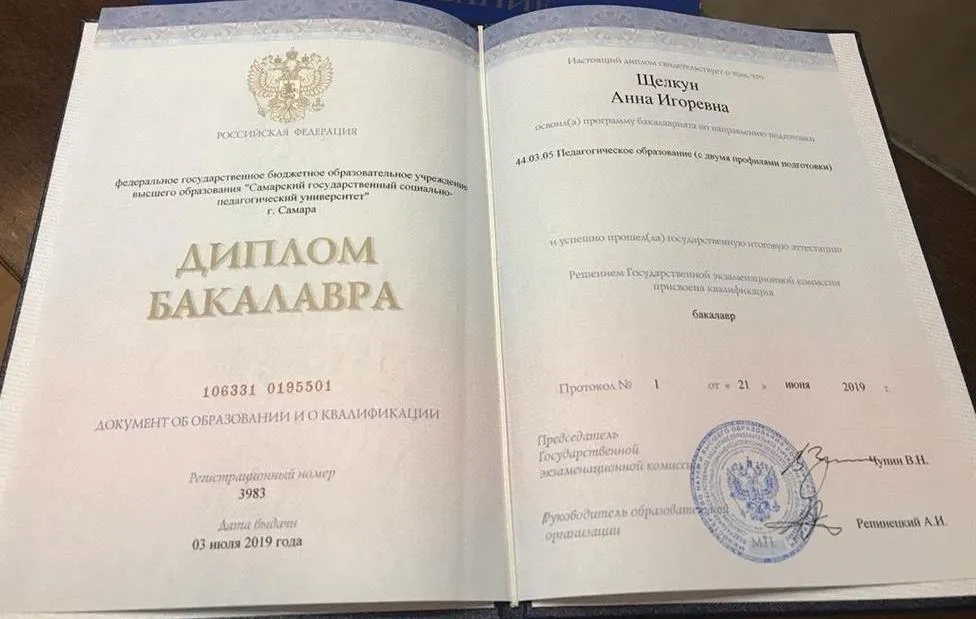 РОССИЙСКАЯ ФЕДЕРАЦИЯ
федеральное государственное бюджетное образовательное учреждение
высшего образования "Самарский государственный социально-
педагогический университет"
г. Самара
ДИПЛОМ
БАКАЛАВРА
106331 0195501
ДОКУМЕНТ ОБ ОБРАЗОВАНИИ И О КВАЛИФИКАЦИИ
Регистрационный номер
3983
Дата выдачи
03 июля 2019 года
Настоящий диплом свидетельствует о том, что
Щелкун
Анна Игоревна
освоил(а) программу бакалавриата по направлению подготовки
44.03.05 Педагогическое образование (с двумя профилями подготовки)
и успешно прошел(ла) государственную итоговую аттестацию
Решением Государственной экзаменационной комиссии
присвоена квалификация
бакалавр
Протокол № 1 от « 21 » июня 2019 г.
Председатель
Государственной
экзаменационной комиссии
Чупин В.Н.
Руководитель образовательной
организации
Репинецкий А.И.
М.П.